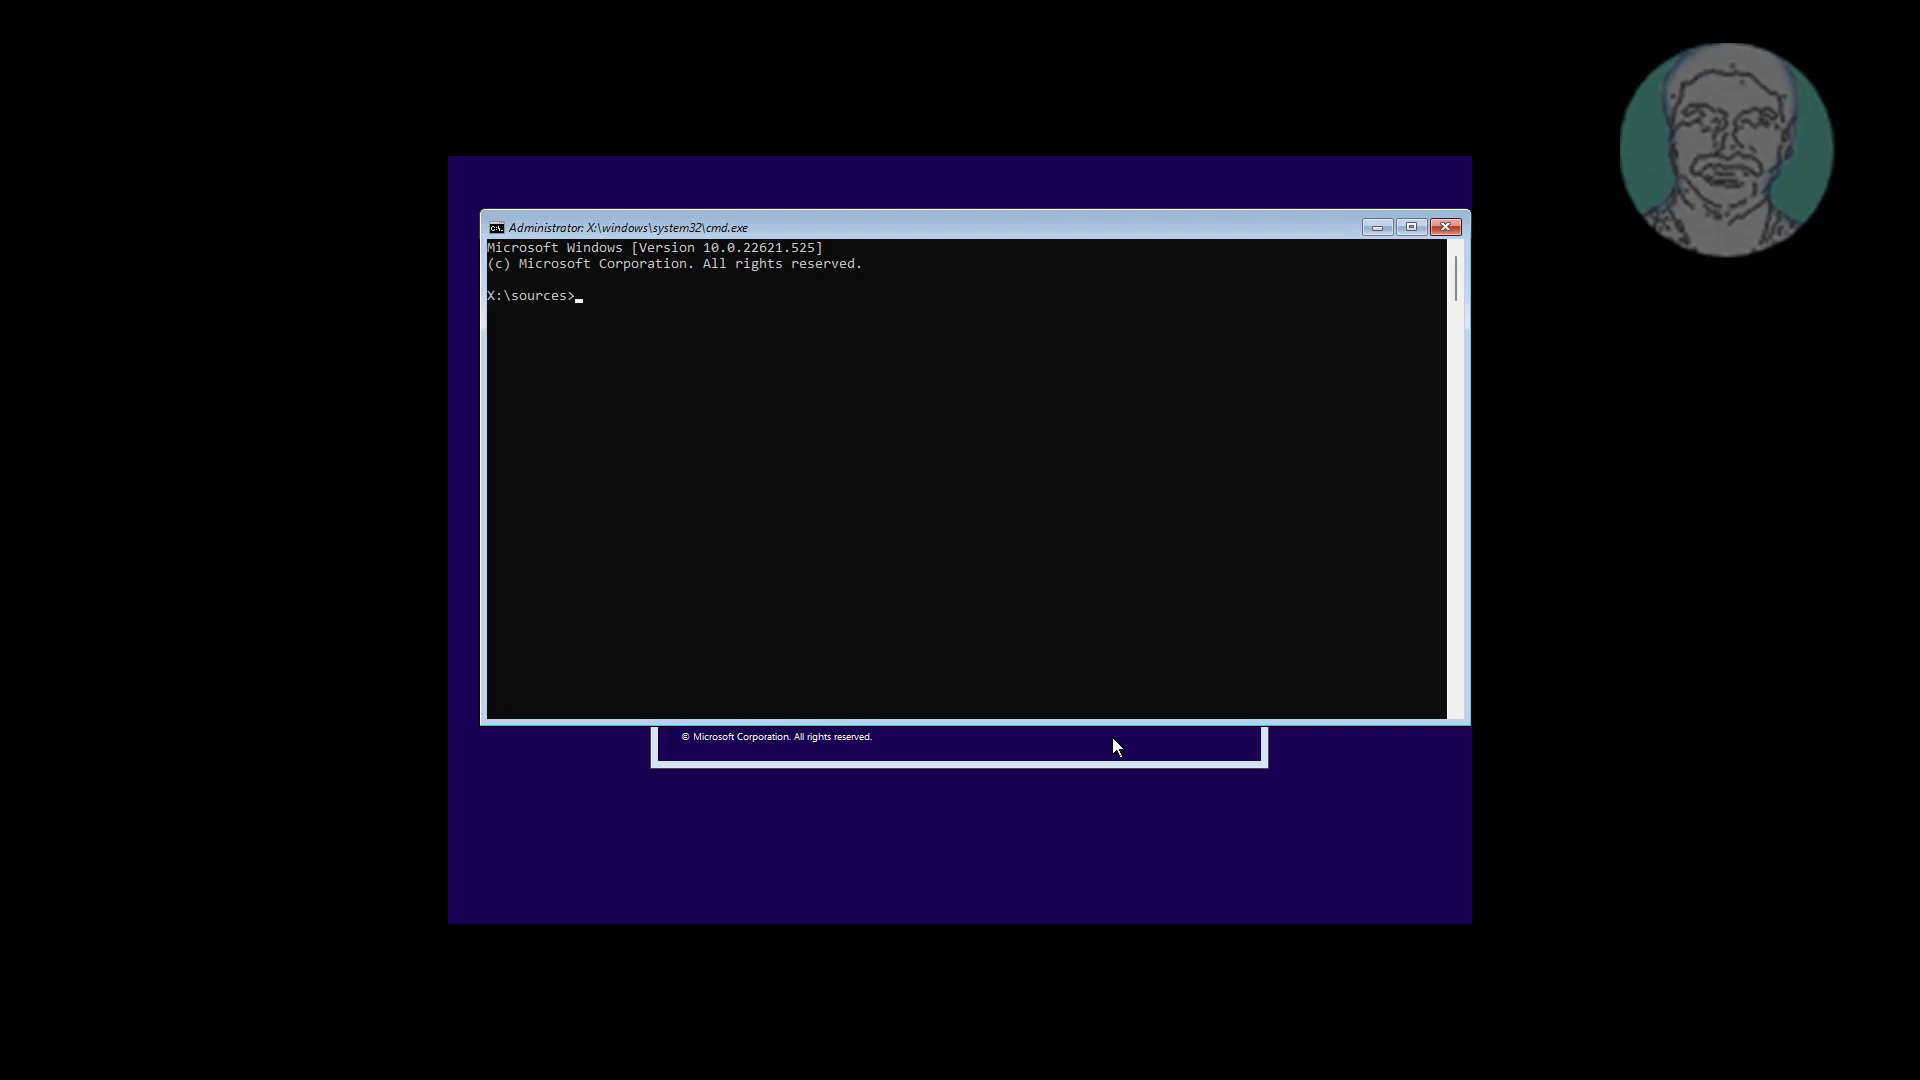 Administrator: X:\windows\system32\cmd.exe
Microsoft Windows [Version 10.0.22621.525]
(c) Microsoft Corporation. All rights reserved.
X:\sources>
© Microsoft Corporation. All rights reserved.